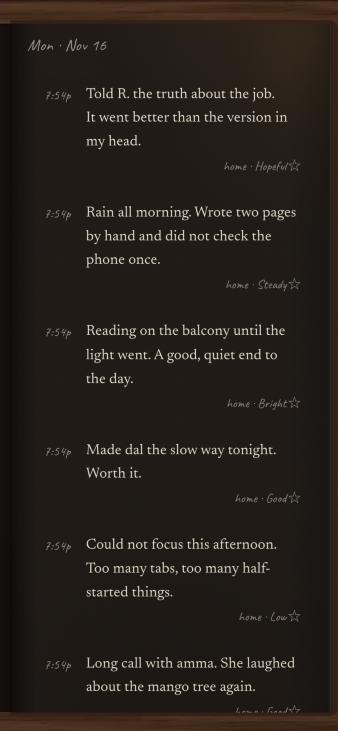 Mon · Nov 16
7:54p Told R. the truth about the job.
It went better than the version in
my head.
home · Hopeful☆
7:54p Rain all morning. Wrote two pages
by hand and did not check the
phone once.
home · Steady☆
7:54p Reading on the balcony until the
light went. A good, quiet end to
the day.
home · Bright☆
7:54p Made dal the slow way tonight.
Worth it.
home · Good☆
7:54p Could not focus this afternoon.
Too many tabs, too many half-
started things.
home · Low☆
7:54p Long call with amma. She laughed
about the mango tree again.
home · Good☆